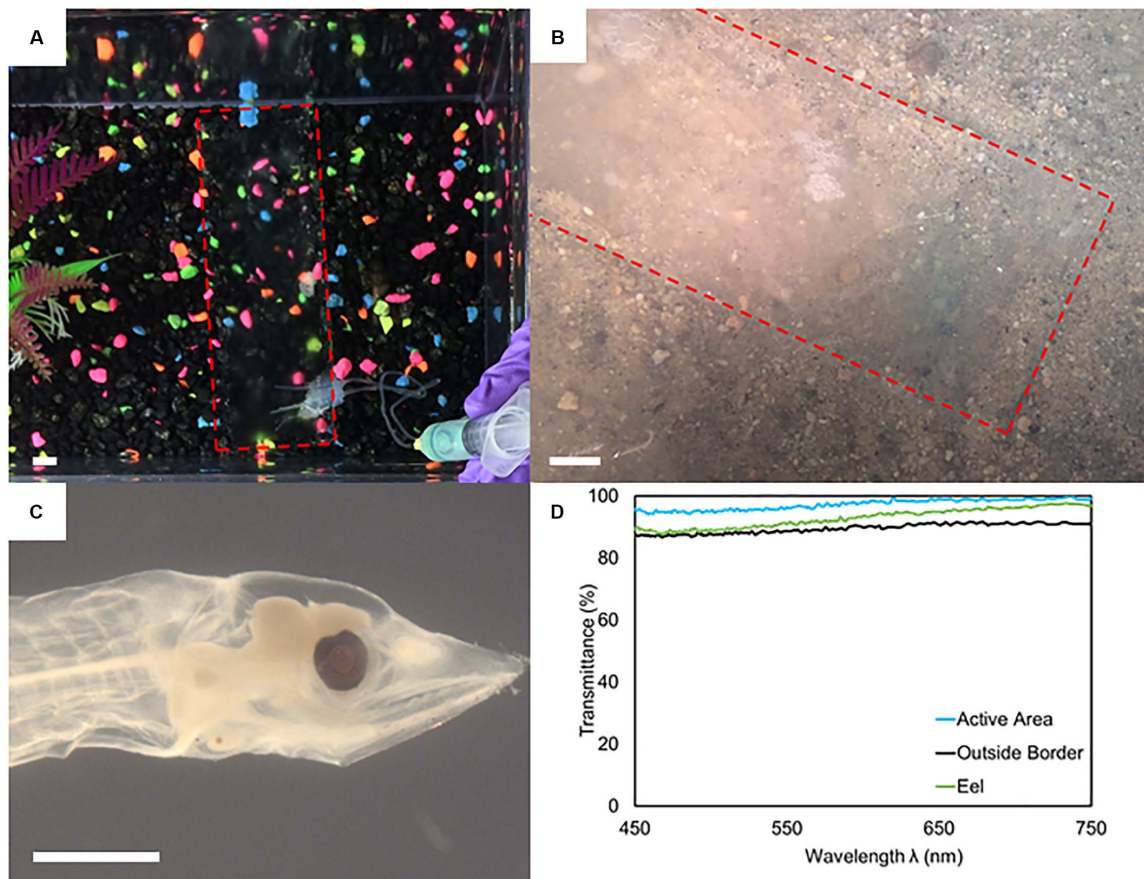 A
B
C
D
100
80
60
40
20
0
Transmittance (%)
Active Area
Outside Border
Eel
450
550
650
750
Wavelength λ (nm)